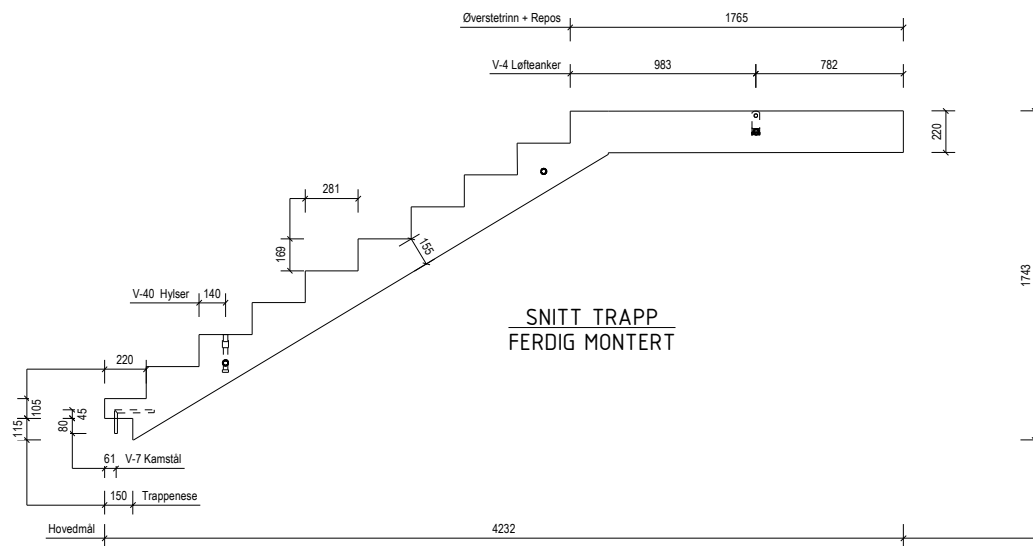 Øverstetrinn + Repos 1765
V-4 Løfteanker 983 782
220
281
169
155
1743
V-40 Hylser 140
SNITT TRAPP
FERDIG MONTERT
220
105
45
115
80
61 V-7 Kamstål
150 Trappenese
Hovedmål 4232